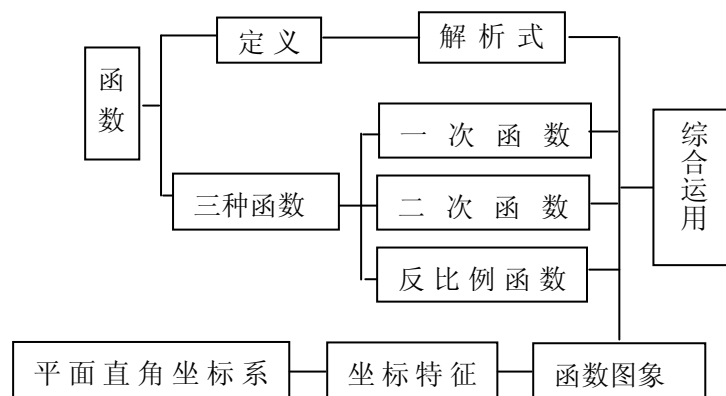 定义
解析式
函数
一次函数
综合运用
三种函数
二次函数
反比例函数
平面直角坐标系
坐标特征
函数图象